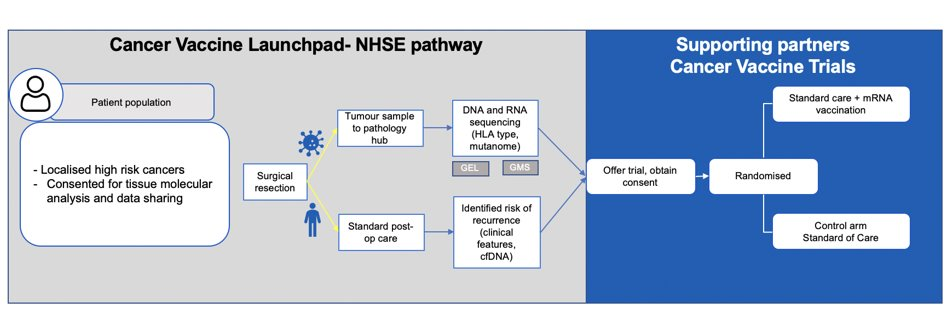 Cancer Vaccine Launchpad- NHSE pathway
Supporting partners
Cancer Vaccine Trials
Patient population
- Localised high risk cancers
- Consented for tissue molecular
analysis and data sharing
Surgical
resection
Tumour sample
to pathology
hub
DNA and RNA
sequencing
(HLA type,
mutanome)
GEL
GMS
Standard post-
op care
Identified risk of
recurrence
(clinical
features,
cfDNA)
Offer trial, obtain
consent
Randomised
Standard care + mRNA
vaccination
Control arm
Standard of Care